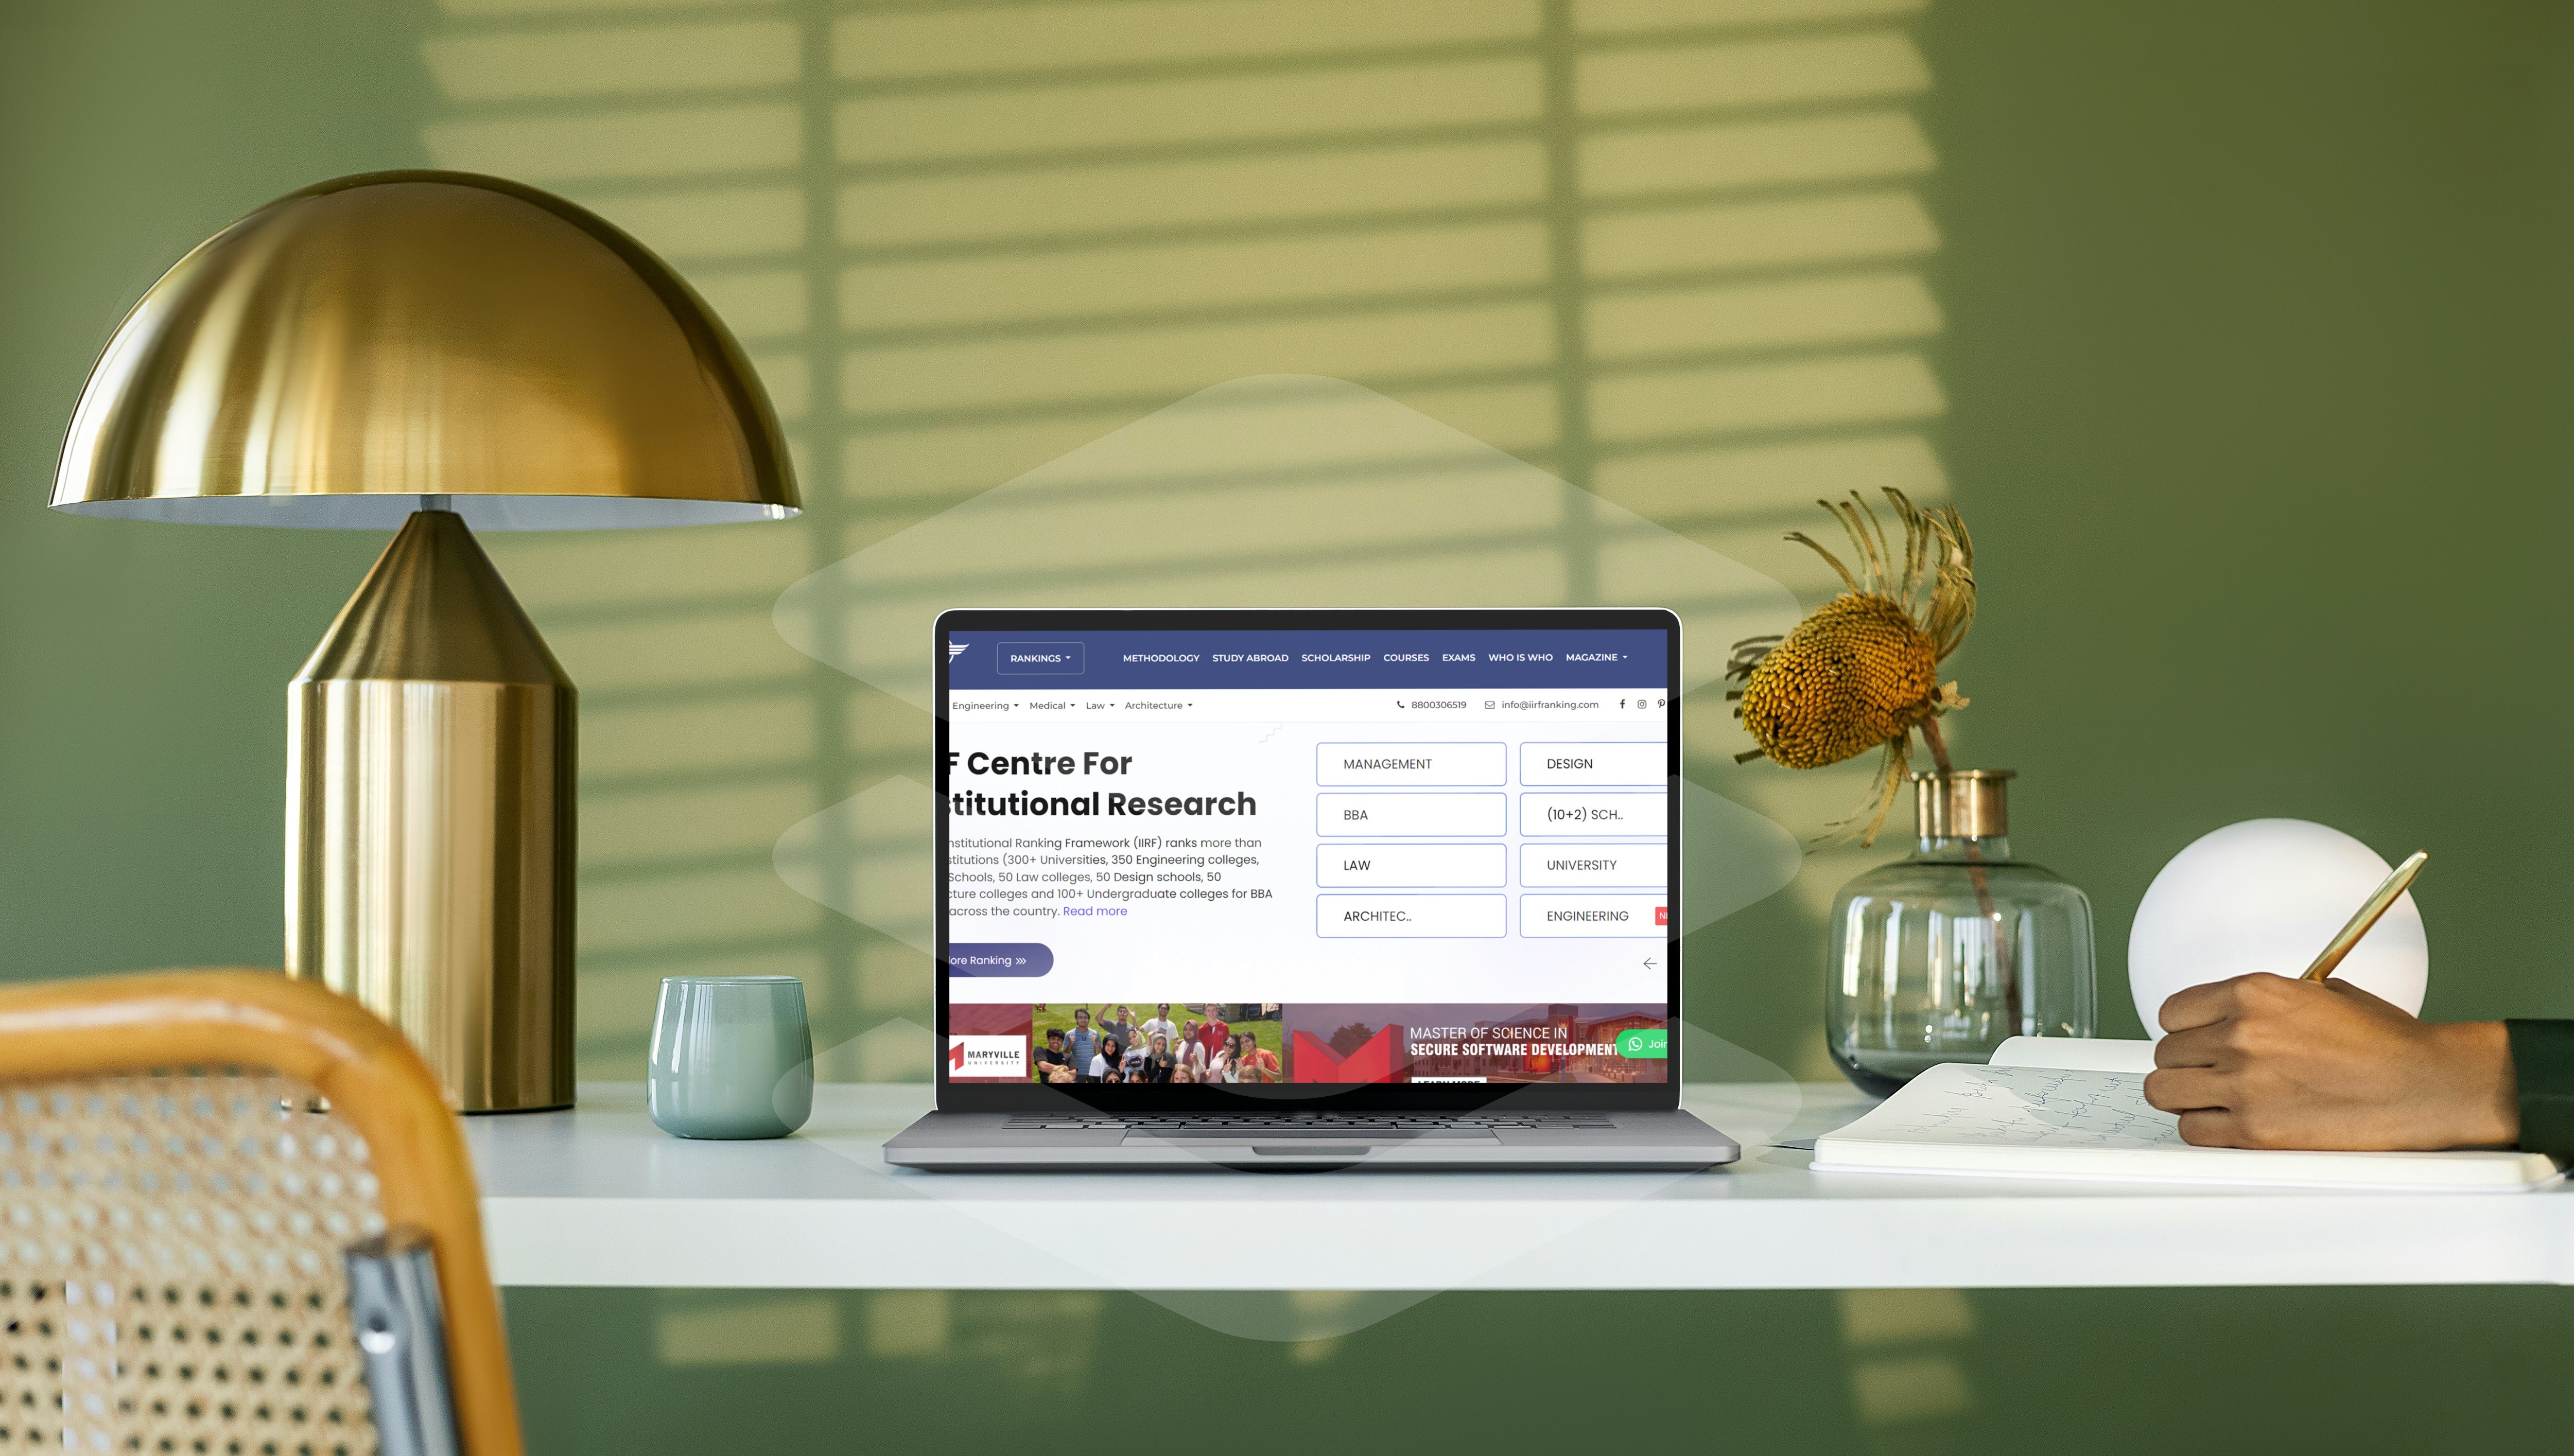 RANKINGS METHODOLOGY STUDY ABROAD SCHOLARSHIP COURSES EXAMS WHO IS WHO MAGAZINE
Engineering Medical Law Architecture 8800306519 info@iirfranking.com
F Centre For
stitutional Research
nstitutional Ranking Framework (IIRF) ranks more than
stitutions (300+ Universities, 350 Engineering colleges,
Schools, 50 Law colleges, 50 Design schools, 50
cture colleges and 100+ Undergraduate colleges for BBA
across the country. Read more
ore Ranking
MANAGEMENT DESIGN
BBA (10+2) SCH..
LAW UNIVERSITY
ARCHITEC.. ENGINEERING
MARYVILLE
UNIVERSITY
MASTER OF SCIENCE IN
SECURE SOFTWARE DEVELOPMENT
LEARN MORE
Join